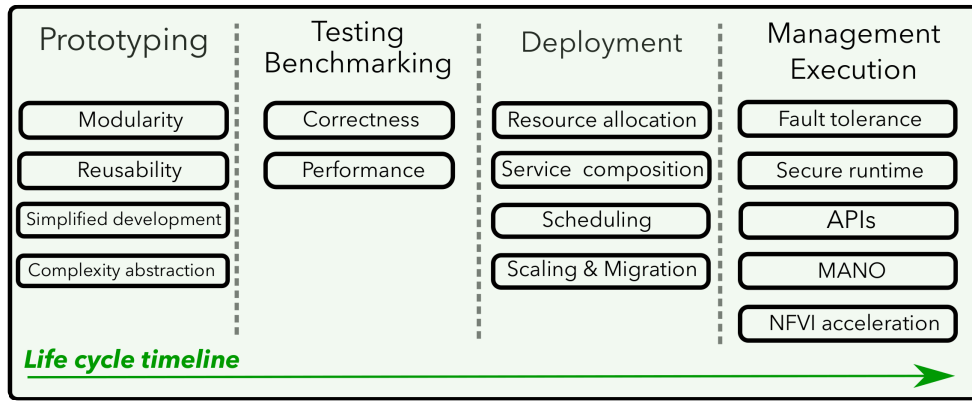 Prototyping
Modularity
Reusability
Simplified development
Complexity abstraction
Testing
Benchmarking
Correctness
Performance
Deployment
Resource allocation
Service composition
Scheduling
Scaling & Migration
Management
Execution
Fault tolerance
Secure runtime
APIs
MANO
NFVI acceleration
Life cycle timeline